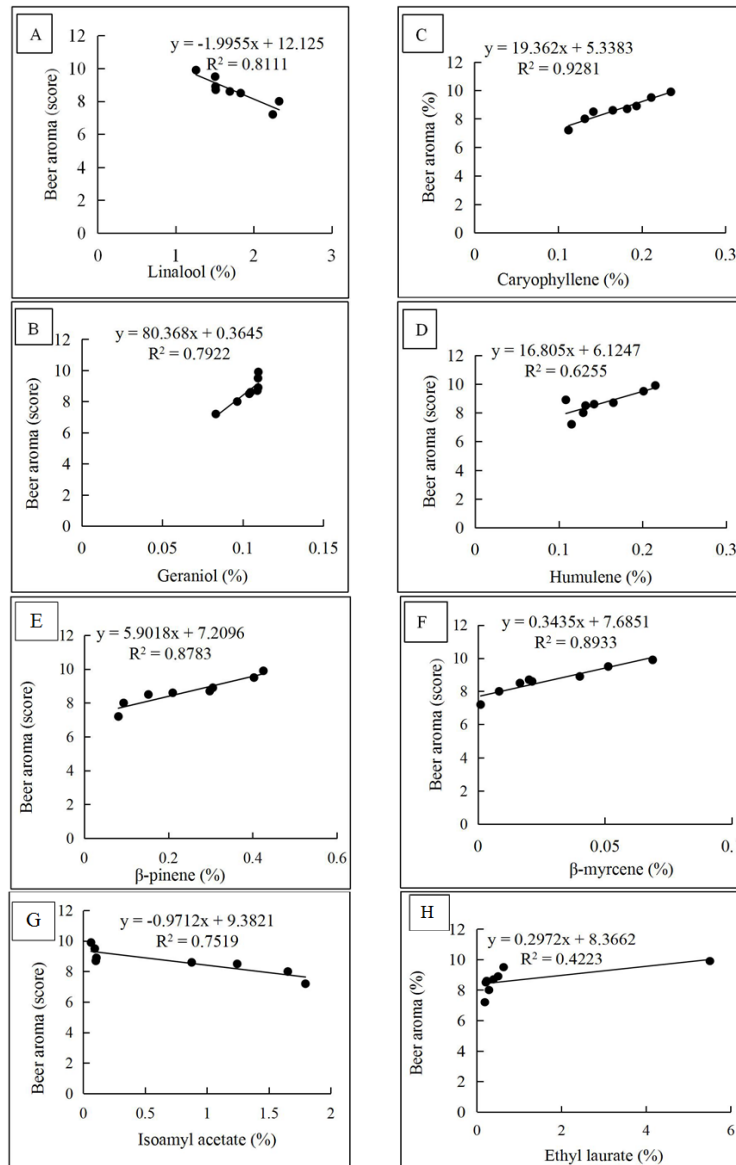 A
y = -1.9955x + 12.125
R² = 0.8111
Beer aroma (score)
12
10
8
6
4
2
0
0
1
2
3
Linalool (%)
C
y = 19.362x + 5.3383
R² = 0.9281
Beer aroma (%)
12
10
8
6
4
2
0
0
0.1
0.2
0.3
Caryophyllene (%)
B
y = 80.368x + 0.3645
R² = 0.7922
Beer aroma (score)
12
10
8
6
4
2
0
0
0.05
0.1
0.15
Geraniol (%)
D
y = 16.805x + 6.1247
R² = 0.6255
Beer aroma (score)
12
10
8
6
4
2
0
0
0.1
0.2
0.3
Humulene (%)
E
y = 5.9018x + 7.2096
R² = 0.8783
Beer aroma (score)
12
10
8
6
4
2
0
0
0.2
0.4
0.6
β-pinene (%)
F
y = 0.3435x + 7.6851
R² = 0.8933
Beer aroma (score)
12
10
8
6
4
2
0
0
0.05
0.
β-myrcene (%)
G
y = -0.9712x + 9.3821
R² = 0.7519
Beer aroma (score)
12
10
8
6
4
2
0
0
0.5
1
1.5
2
Isoamyl acetate (%)
H
y = 0.2972x + 8.3662
R² = 0.4223
Beer aroma (%)
12
10
8
6
4
2
0
0
2
4
6
Ethyl laurate (%)